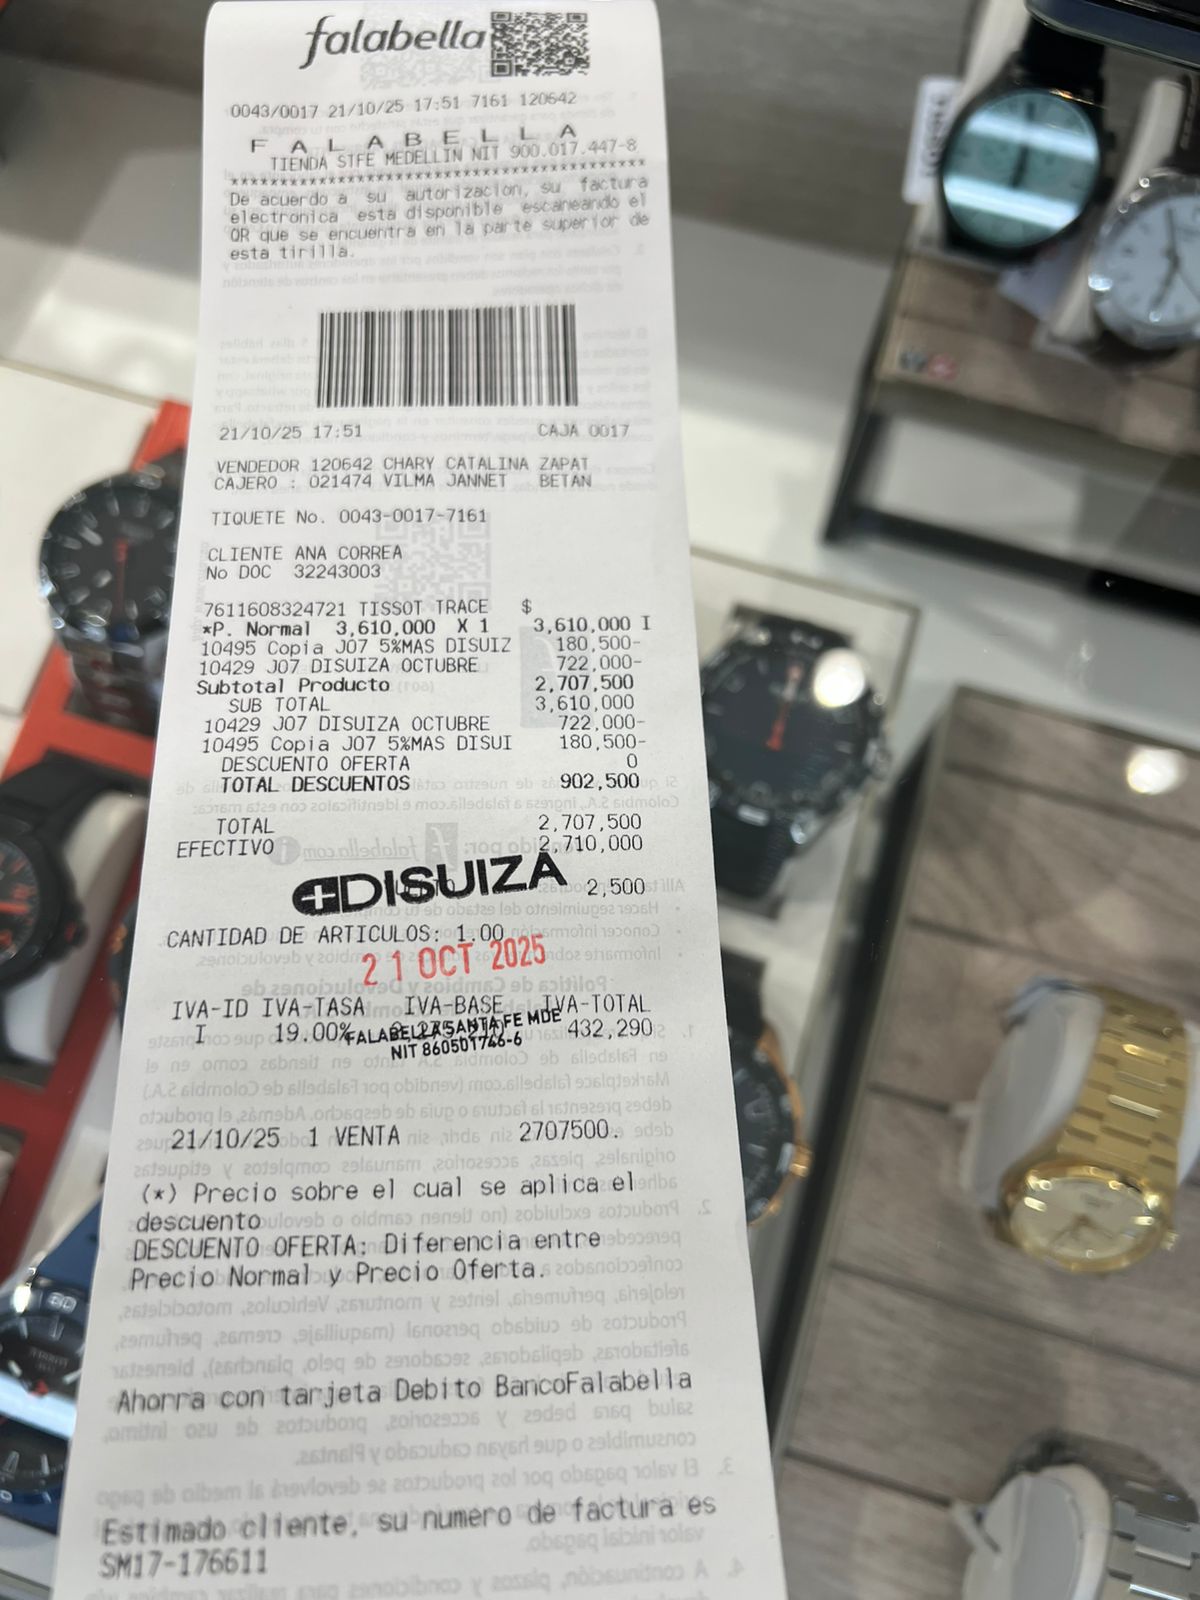 falabella
0043/0017 21/10/25 17:51 7161 120642
F A L A B E L L A
TIENDA STFE MEDELLIN NIT 900.017.447-8
******************************************
De acuerdo a su autorizacion, su factura
electronica esta disponible escaneando el
QR que se encuentra en la parte superior de
esta tirilla.
21/10/25 17:51 CAJA 0017
VENDEDOR 120642 CHARY CATALINA ZAPAT
CAJERO : 021474 VILMA JANNET BETAN
TIQUETE No. 0043-0017-7161
CLIENTE ANA CORREA
No DOC 32243003
7611608324721 TISSOT TRACE $
*P. Normal 3,610,000 X 1 3,610,000 I
10495 Copia J07 5%MAS DISUIZ 180,500-
10429 J07 DISUIZA OCTUBRE 722,000-
Subtotal Producto 2,707,500
SUB TOTAL 3,610,000
10429 J07 DISUIZA OCTUBRE 722,000-
10495 Copia J07 5%MAS DISUI 180,500-
DESCUENTO OFERTA 0
TOTAL DESCUENTOS 902,500
TOTAL 2,707,500
EFECTIVO 2,710,000
DISUIZA 2,500
CANTIDAD DE ARTICULOS: 1.00
21 OCT 2025
IVA-ID IVA-TASA IVA-BASE IVA-TOTAL
I 19.00% 432,290
FALABELLA SANTA FE MDE
NIT 860501746-6
21/10/25 1 VENTA 2707500.
(*) Precio sobre el cual se aplica el
descuento
DESCUENTO OFERTA: Diferencia entre
Precio Normal y Precio Oferta.
Ahorra con tarjeta Debito BancoFalabella
Estimado cliente, su numero de factura es
SM17-176611